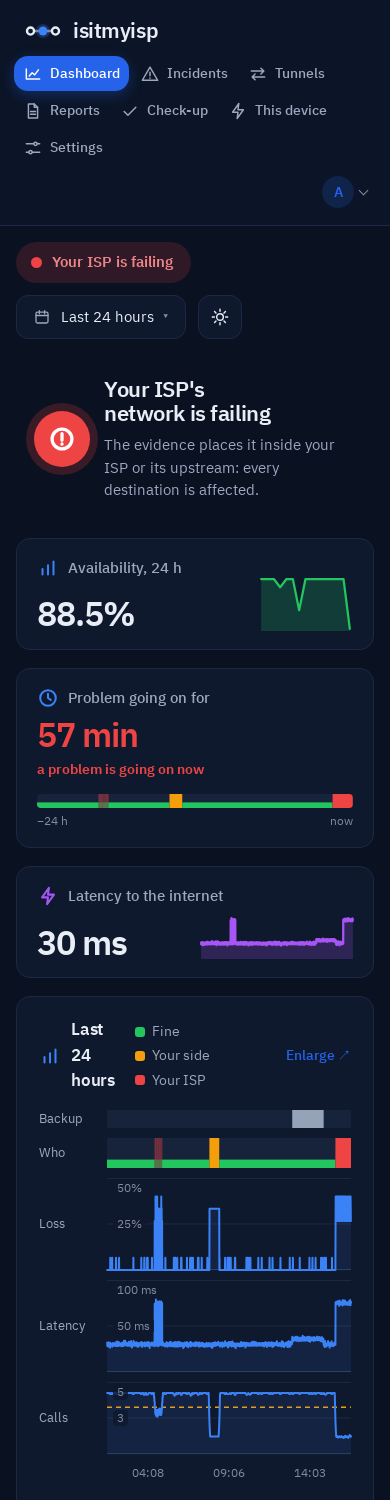 isitmyisp
Dashboard Incidents Tunnels
Reports Check-up This device
Settings
A
Your ISP is failing
Last 24 hours
Your ISP's
network is failing
The evidence places it inside your
ISP or its upstream: every
destination is affected.
Availability, 24 h
88.5%
Problem going on for
57 min
a problem is going on now
−24 h now
Latency to the internet
30 ms
Last
24
hours
Fine
Your side
Your ISP
Enlarge ↗
Backup
Who
50%
Loss
25%
100 ms
Latency
50 ms
5
Calls
3
04:08 09:06 14:03